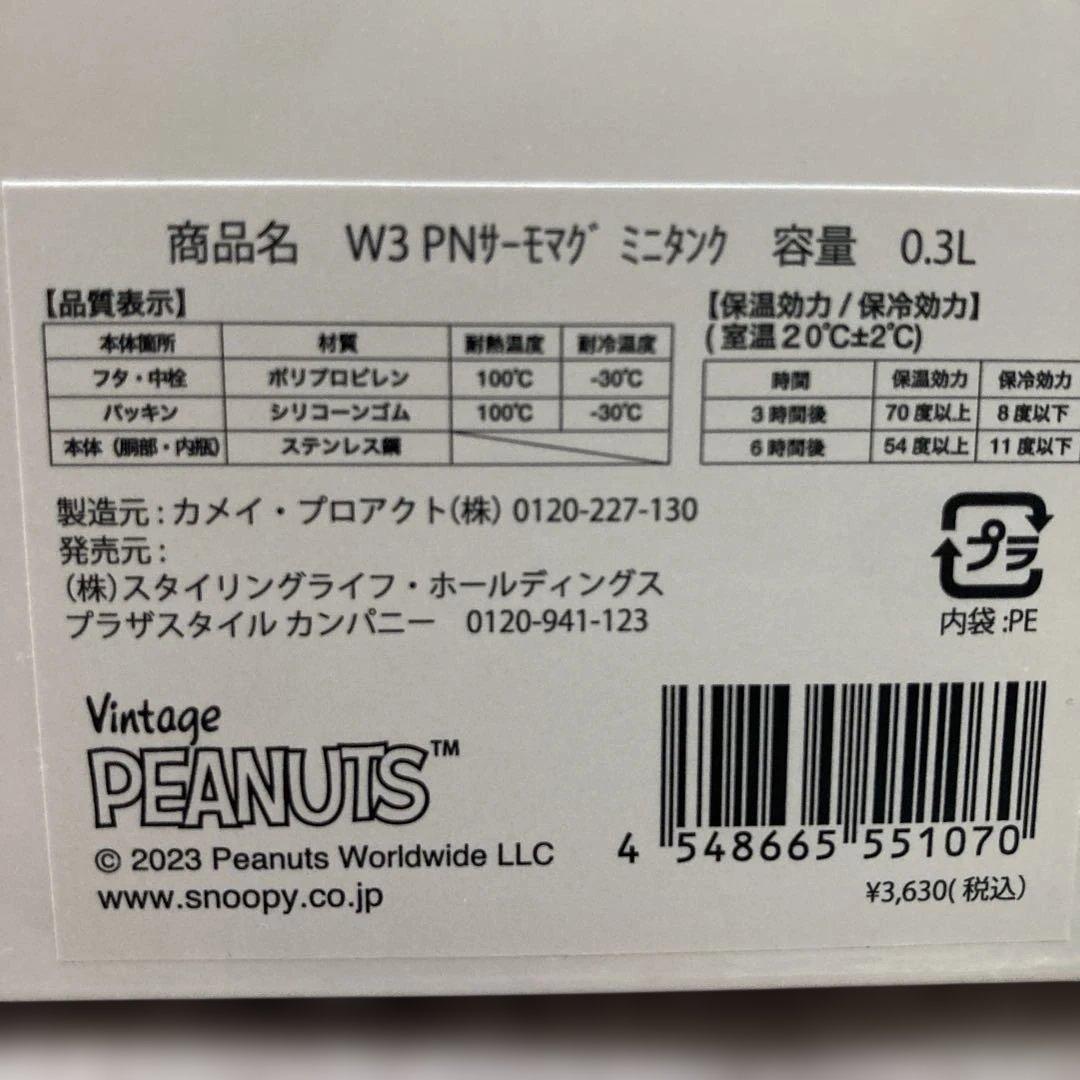 商品名 W3 PNｻｰﾓﾏｸﾞ ﾐﾆﾀﾝｸ 容量 0.3L
【品質表示】
本体箇所 材質 耐熱温度 耐冷温度
フタ・中栓 ポリプロピレン 100℃ -30℃
パッキン シリコーンゴム 100℃ -30℃
本体（胴部・内瓶） ステンレス鋼
【保温効力 / 保冷効力】
(室温20℃±2℃)
時間 保温効力 保冷効力
3時間後 70度以上 8度以下
6時間後 54度以上 11度以下
製造元：カメイ・プロアクト（株） 0120-227-130
発売元：
（株）スタイリングライフ・ホールディングス
プラザスタイル カンパニー 0120-941-123
プラ
内袋:PE
Vintage
PEANUTS™
© 2023 Peanuts Worldwide LLC
www.snoopy.co.jp
4 548665 551070
¥3,630(税込)